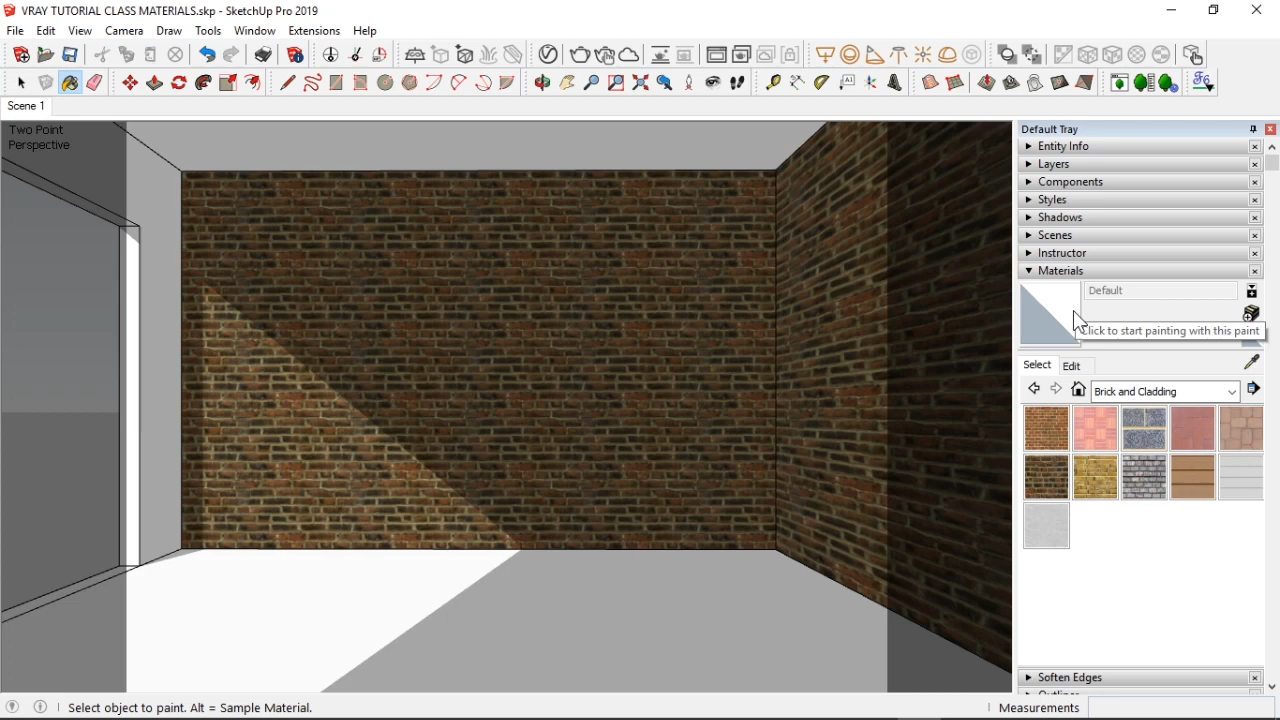 VRAY TUTORIAL CLASS MATERIALS.skp - SketchUp Pro 2019
File Edit View Camera Draw Tools Window Extensions Help
Scene 1
Two Point
Perspective
Default Tray
Entity Info
Layers
Components
Styles
Shadows
Scenes
Instructor
Materials
Default
Click to start painting with this paint
Select Edit
Brick and Cladding
Soften Edges
Select object to paint. Alt = Sample Material.
Measurements